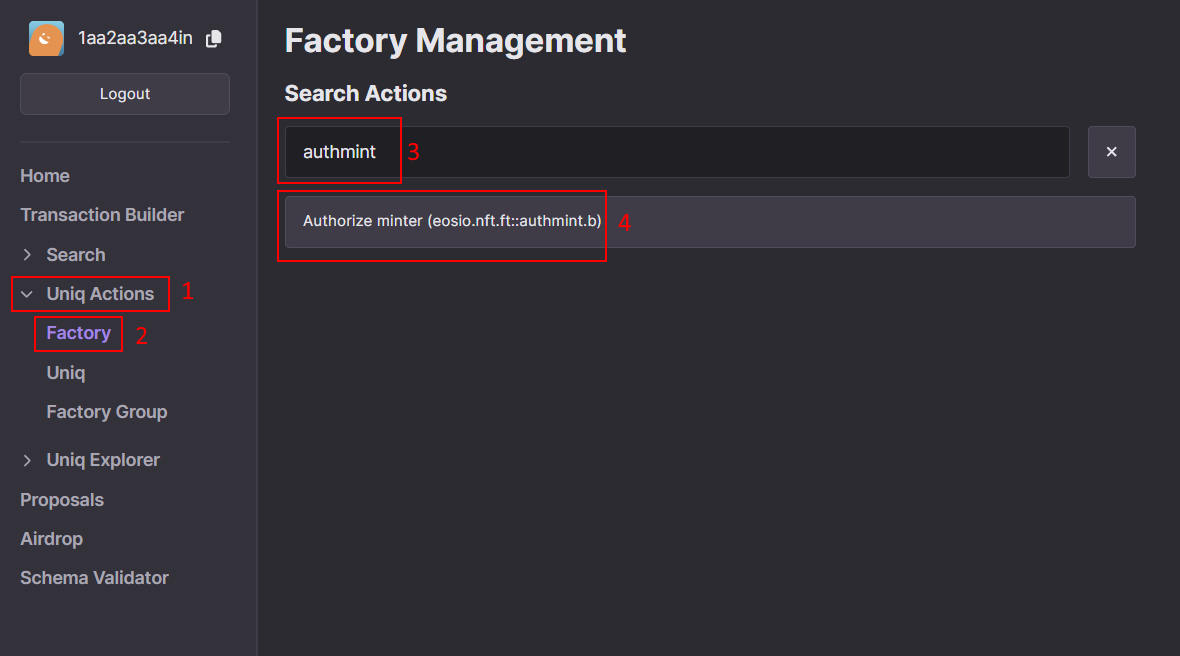 1aa2aa3aa4in
Logout
Home
Transaction Builder
Search
Uniq Actions 1
Factory 2
Uniq
Factory Group
Uniq Explorer
Proposals
Airdrop
Schema Validator
Factory Management
Search Actions
authmint 3
Authorize minter (eosio.nft.ft::authmint.b) 4